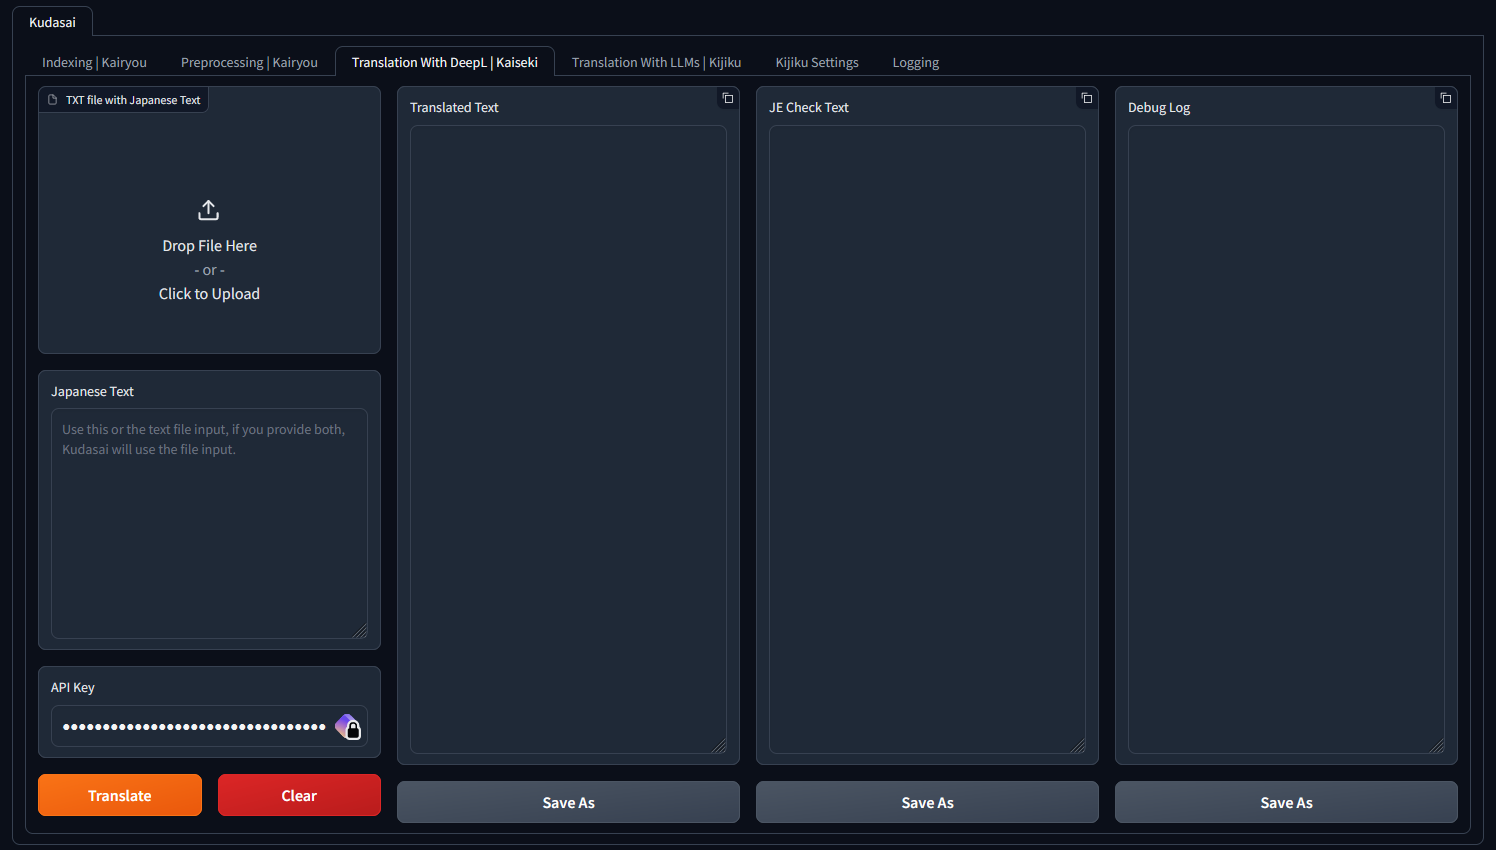 Kudasai
Indexing | Kairyou
Preprocessing | Kairyou
Translation With DeepL | Kaiseki
Translation With LLMs | Kijiku
Kijiku Settings
Logging
TXT file with Japanese Text
Drop File Here
- or -
Click to Upload
Japanese Text
Use this or the text file input, if you provide both,
Kudasai will use the file input.
API Key
Translate
Clear
Translated Text
Save As
JE Check Text
Save As
Debug Log
Save As